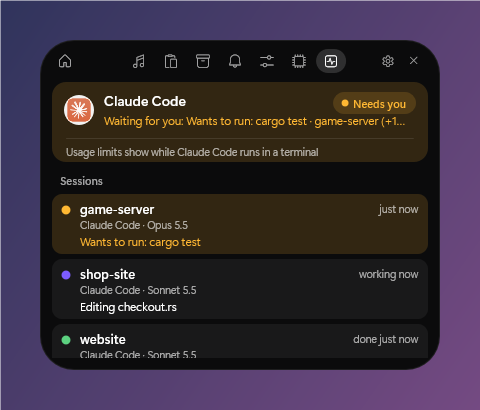 Claude Code
Needs you
Waiting for you: Wants to run: cargo test · game-server (+1...
Usage limits show while Claude Code runs in a terminal
Sessions
game-server
just now
Claude Code · Opus 5.5
Wants to run: cargo test
shop-site
working now
Claude Code · Sonnet 5.5
Editing checkout.rs
website
done just now
Claude Code · Sonnet 5.5